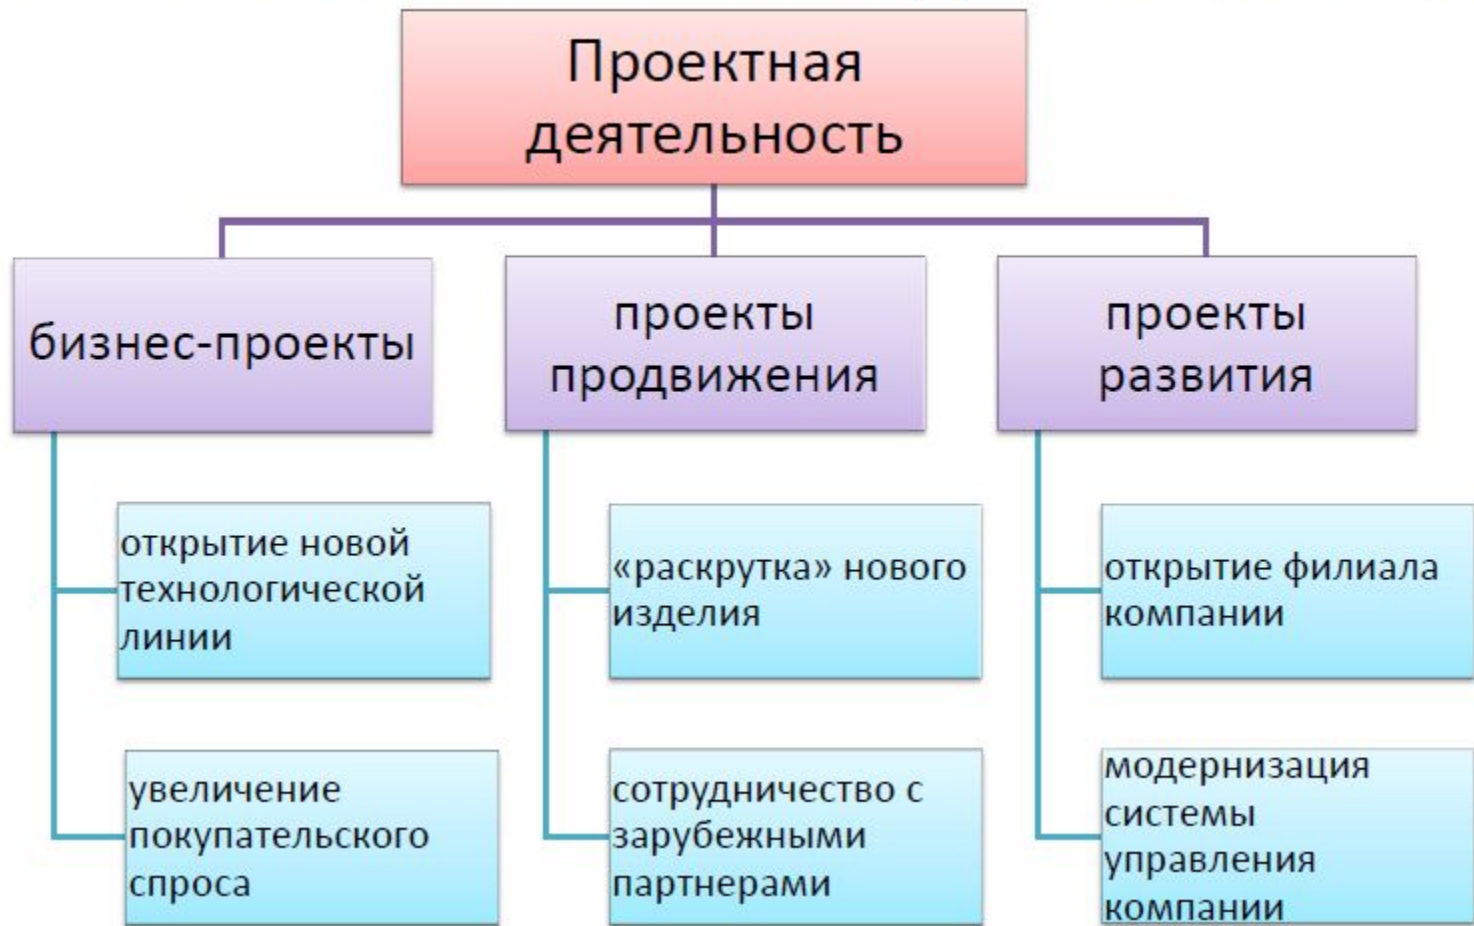 Проектная
деятельность
бизнес-проекты
проекты
продвижения
проекты
развития
открытие новой
технологической
линии
«раскрутка» нового
изделия
открытие филиала
компании
увеличение
покупательского
спроса
сотрудничество с
зарубежными
партнерами
модернизация
системы
управления
компании